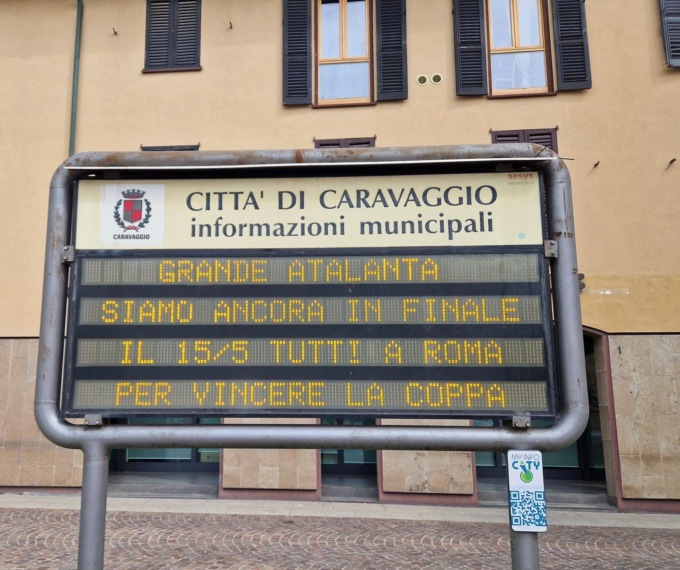 CITTA' DI CARAVAGGIO
informazioni municipali
CARAVAGGIO
GRANDE ATALANTA
SIAMO ANCORA IN FINALE
IL 15/5 TUTTI A ROMA
PER VINCERE LA COPPA
MY INFO
CITY